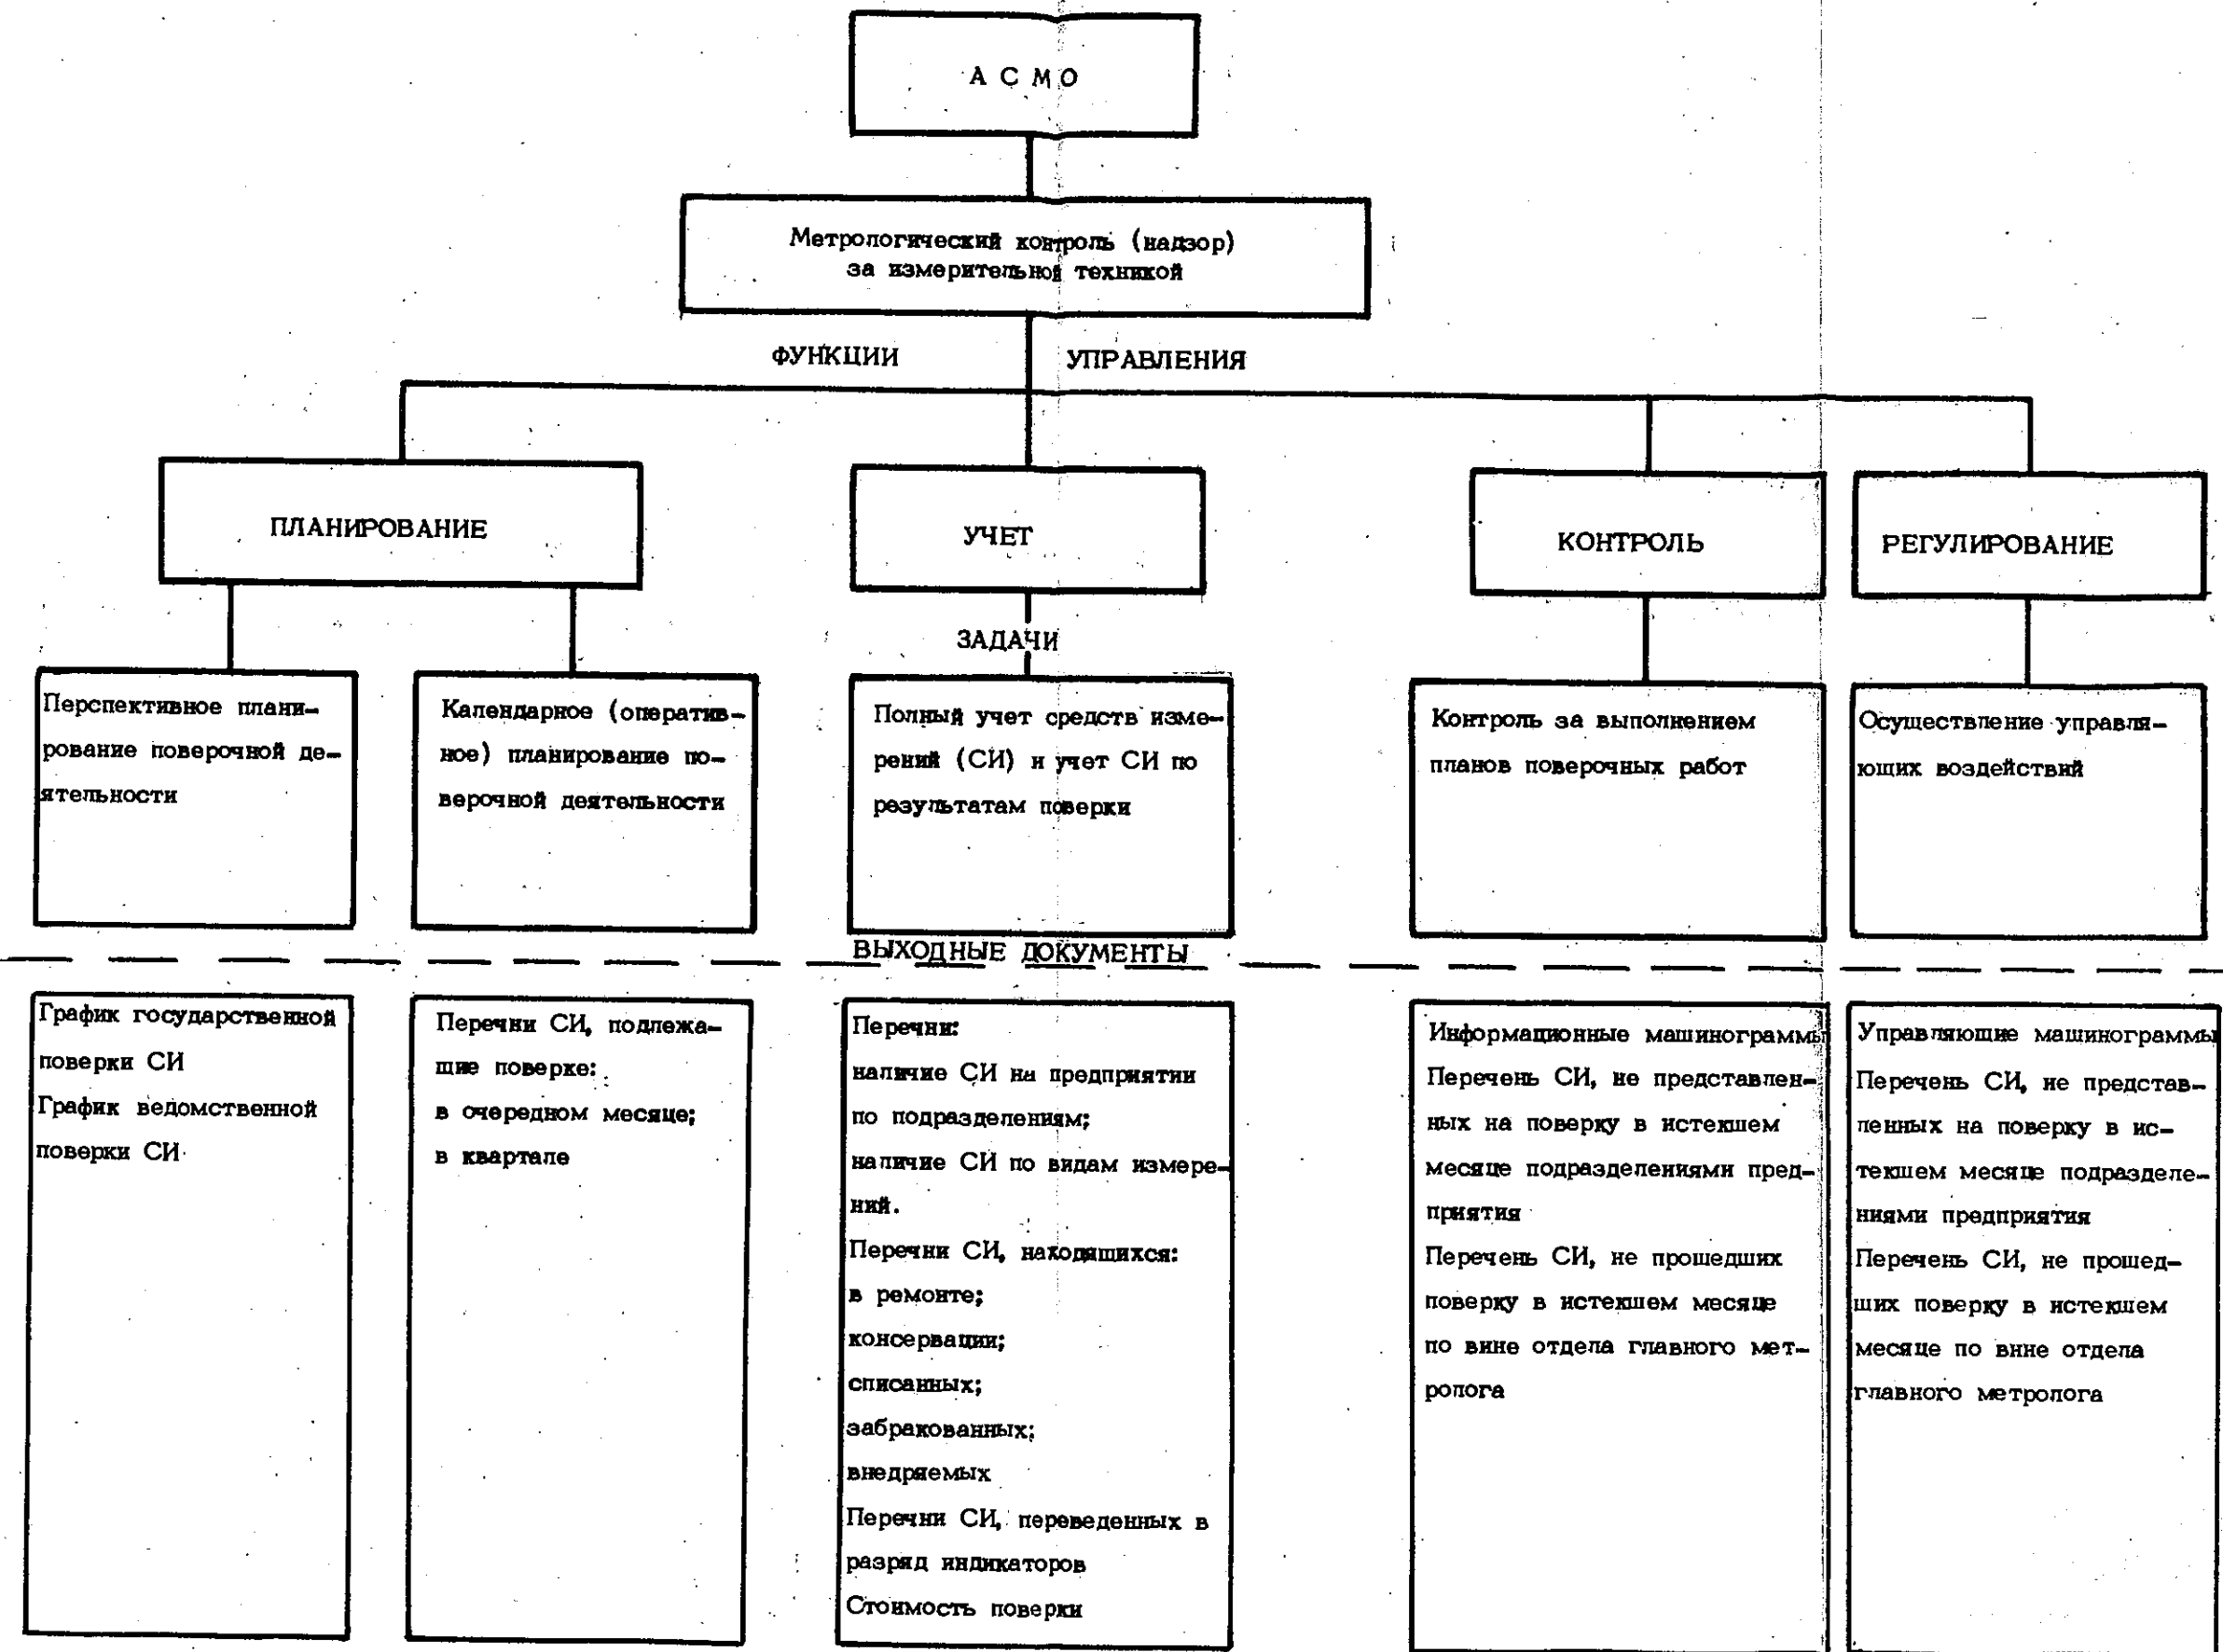 А С М О
Метрологический контроль (надзор)
за измерительной техникой
ФУНКЦИИ УПРАВЛЕНИЯ
ПЛАНИРОВАНИЕ
УЧЕТ
КОНТРОЛЬ
РЕГУЛИРОВАНИЕ
ЗАДАЧИ
Перспективное плани-
рование поверочной де-
ятельности
Календарное (оператив-
ное) планирование по-
верочной деятельности
Полный учет средств изме-
рений (СИ) и учет СИ по
результатам поверки
Контроль за выполнением
планов поверочных работ
Осуществление управля-
ющих воздействий
ВЫХОДНЫЕ ДОКУМЕНТЫ
График государственной
поверки СИ
График ведомственной
поверки СИ
Перечни СИ, подлежа-
щие поверке:
в очередном месяце;
в квартале
Перечни:
наличие СИ на предприятии
по подразделениям;
наличие СИ по видам измере-
ний.
Перечни СИ, находящихся:
в ремонте;
консервации;
списанных;
забракованных;
внедряемых
Перечни СИ, переведенных в
разряд индикаторов
Стоимость поверки
Информационные машинограммы
Перечень СИ, не представлен-
ных на поверку в истекшем
месяце подразделениями пред-
приятия
Перечень СИ, не прошедших
поверку в истекшем месяце
по вине отдела главного мет-
ролога
Управляющие машинограммы
Перечень СИ, не представ-
ленных на поверку в ис-
текшем месяце подразделе-
ниями предприятия
Перечень СИ, не прошед-
ших поверку в истекшем
месяце по вине отдела
главного метролога